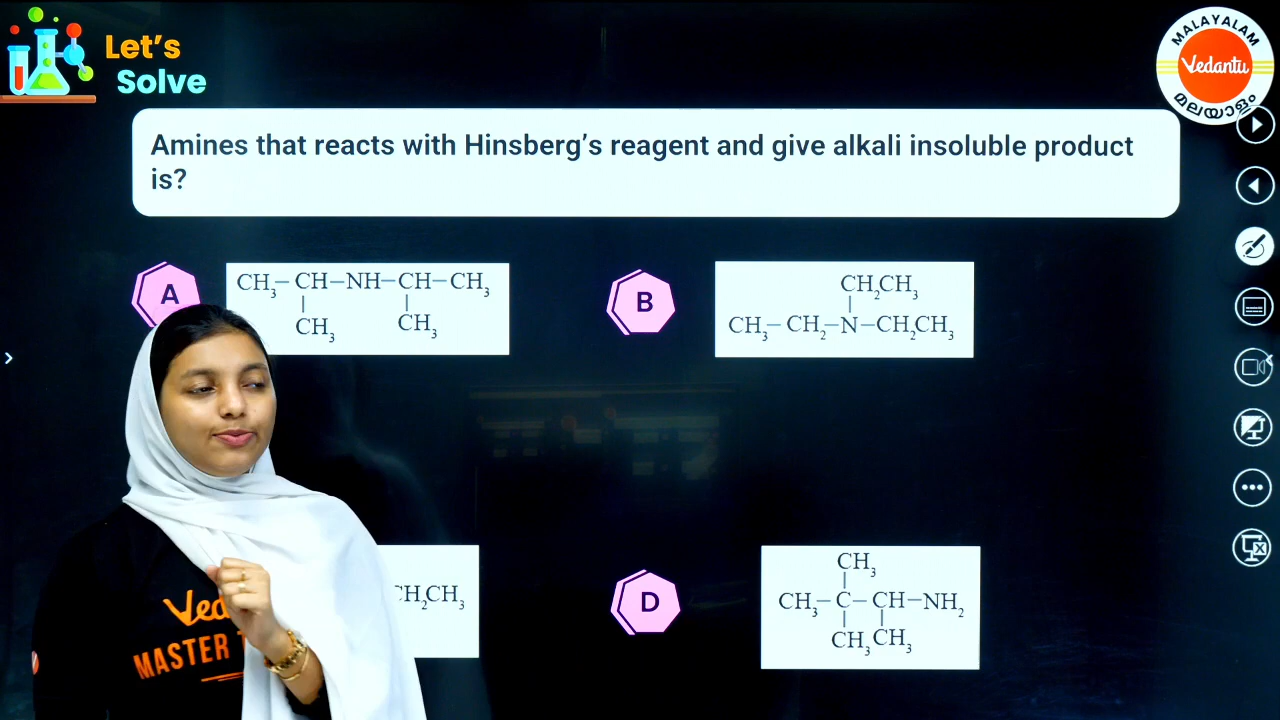 Let's
Solve
MALAYALAM
Vedantu
മലയാളം
Amines that reacts with Hinsberg's reagent and give alkali insoluble product
is?
A
CH₃–CH–NH–CH–CH₃
CH₃ CH₃
B
CH₂CH₃
CH₃–CH₂–N–CH₂CH₃
CH₂CH₃
D
CH₃
CH₃–C–CH–NH₂
CH₃ CH₃
MASTER